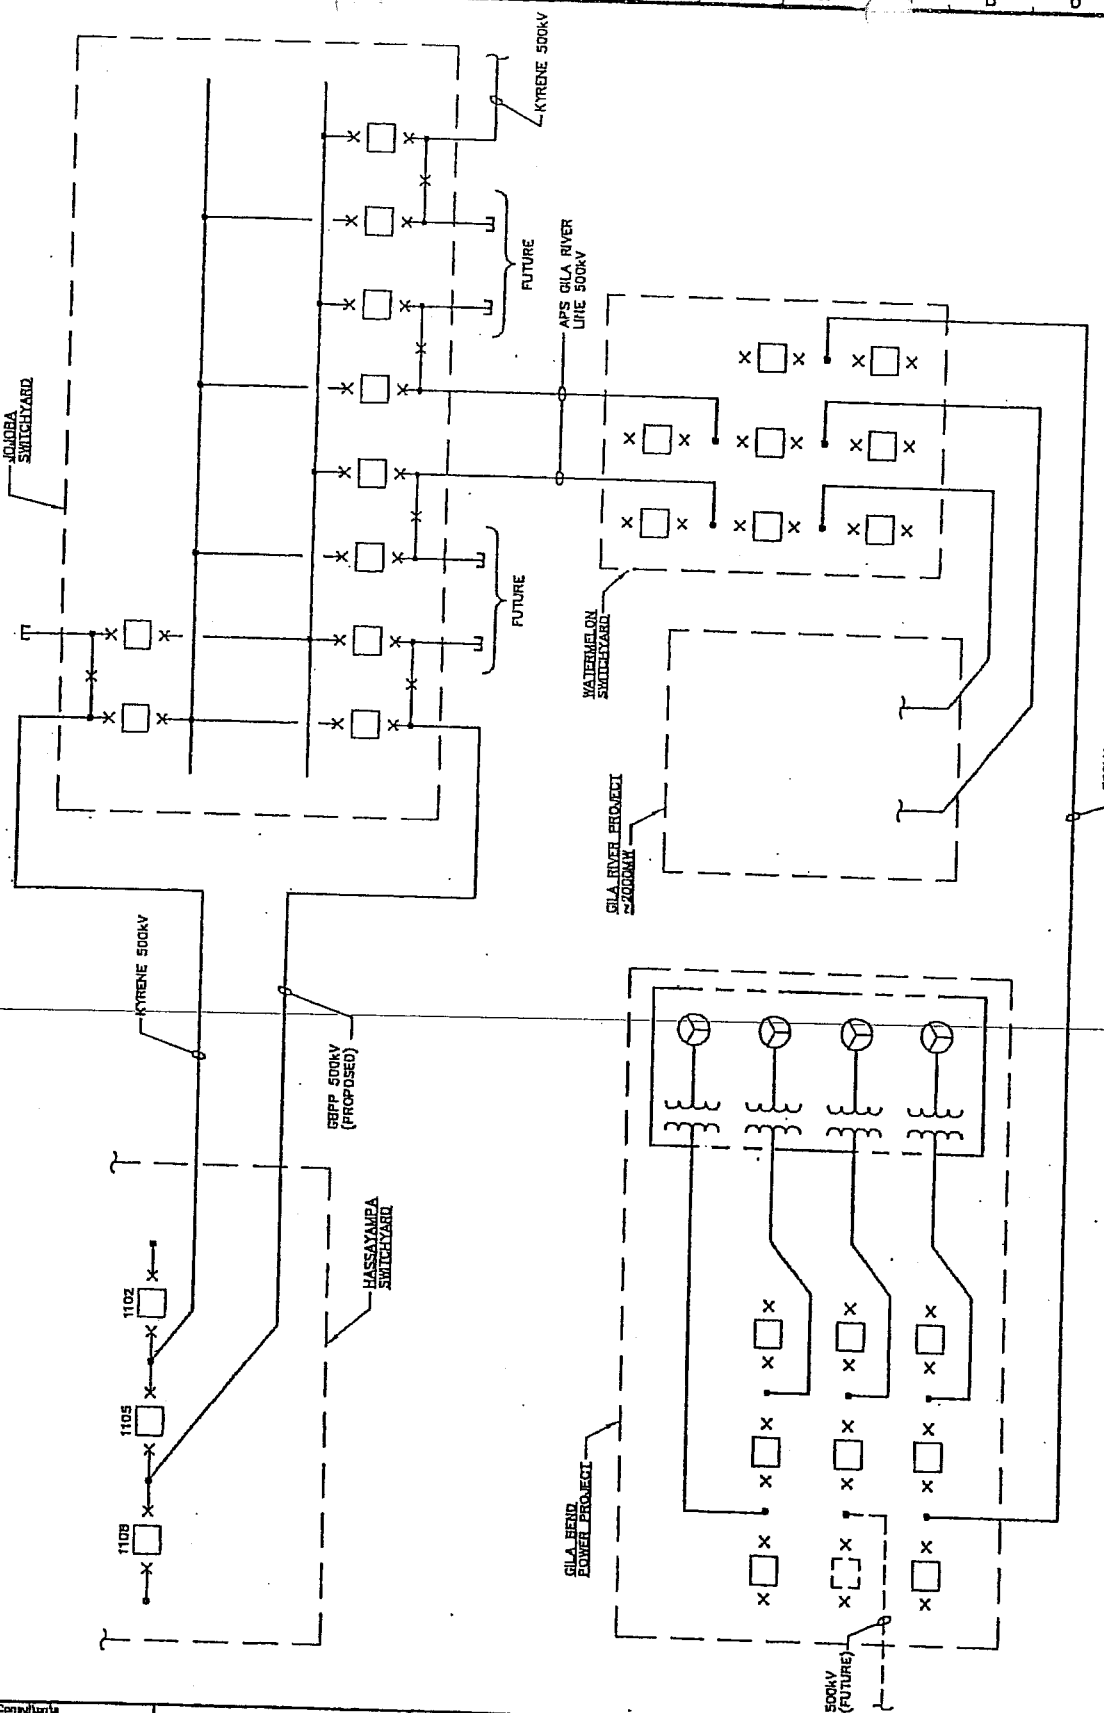 KYRENE 500kV
JOJOBA
SWITCHYARD
FUTURE
APS GILA RIVER
LINE 500kV
FUTURE
WATERMELON
SWITCHYARD
GILA RIVER PROJECT
≈2000MW
KYRENE 500kV
GBPP 500kV
(PROPOSED)
HASSAYAMPA
SWITCHYARD
1102
1105
1108
GILA BEND
POWER PROJECT
500kV
(FUTURE)